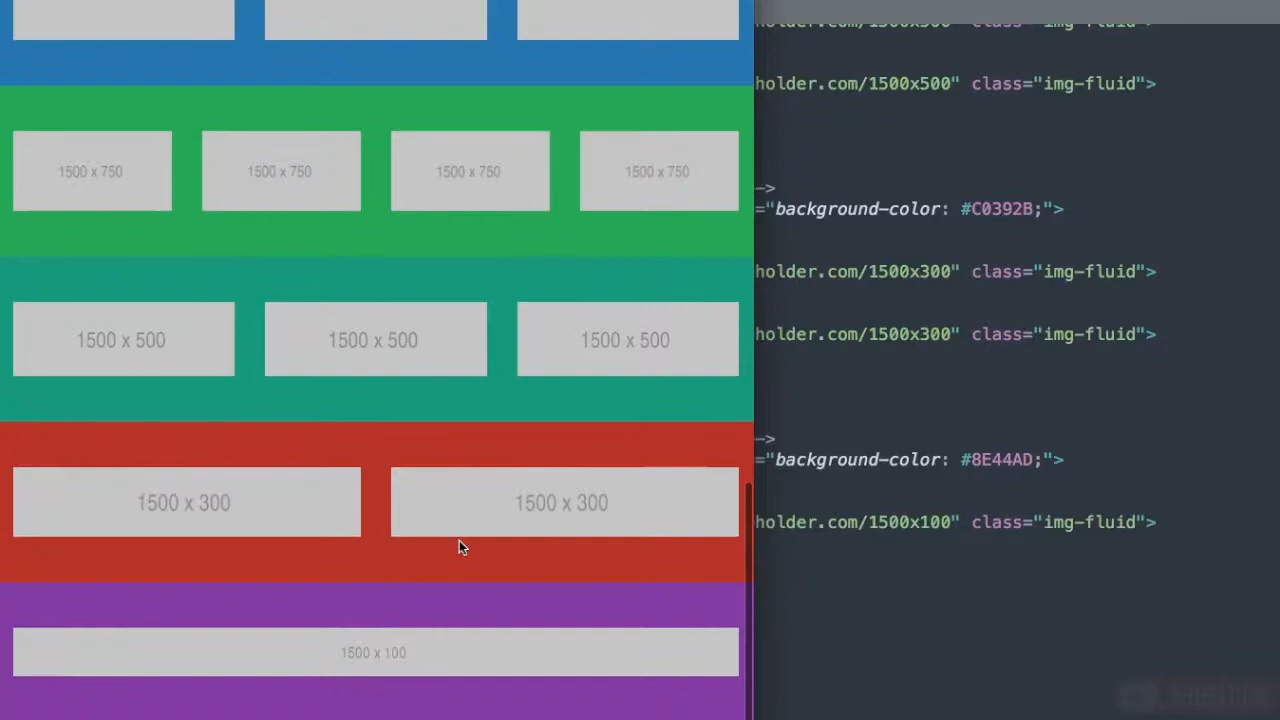 1500 x 750 1500 x 750 1500 x 750 1500 x 750
1500 x 500 1500 x 500 1500 x 500
1500 x 300 1500 x 300
1500 x 100
holder.com/1500x500" class="img-fluid">
-->
="background-color: #C0392B;">
holder.com/1500x300" class="img-fluid">
holder.com/1500x300" class="img-fluid">
-->
="background-color: #8E44AD;">
holder.com/1500x100" class="img-fluid">